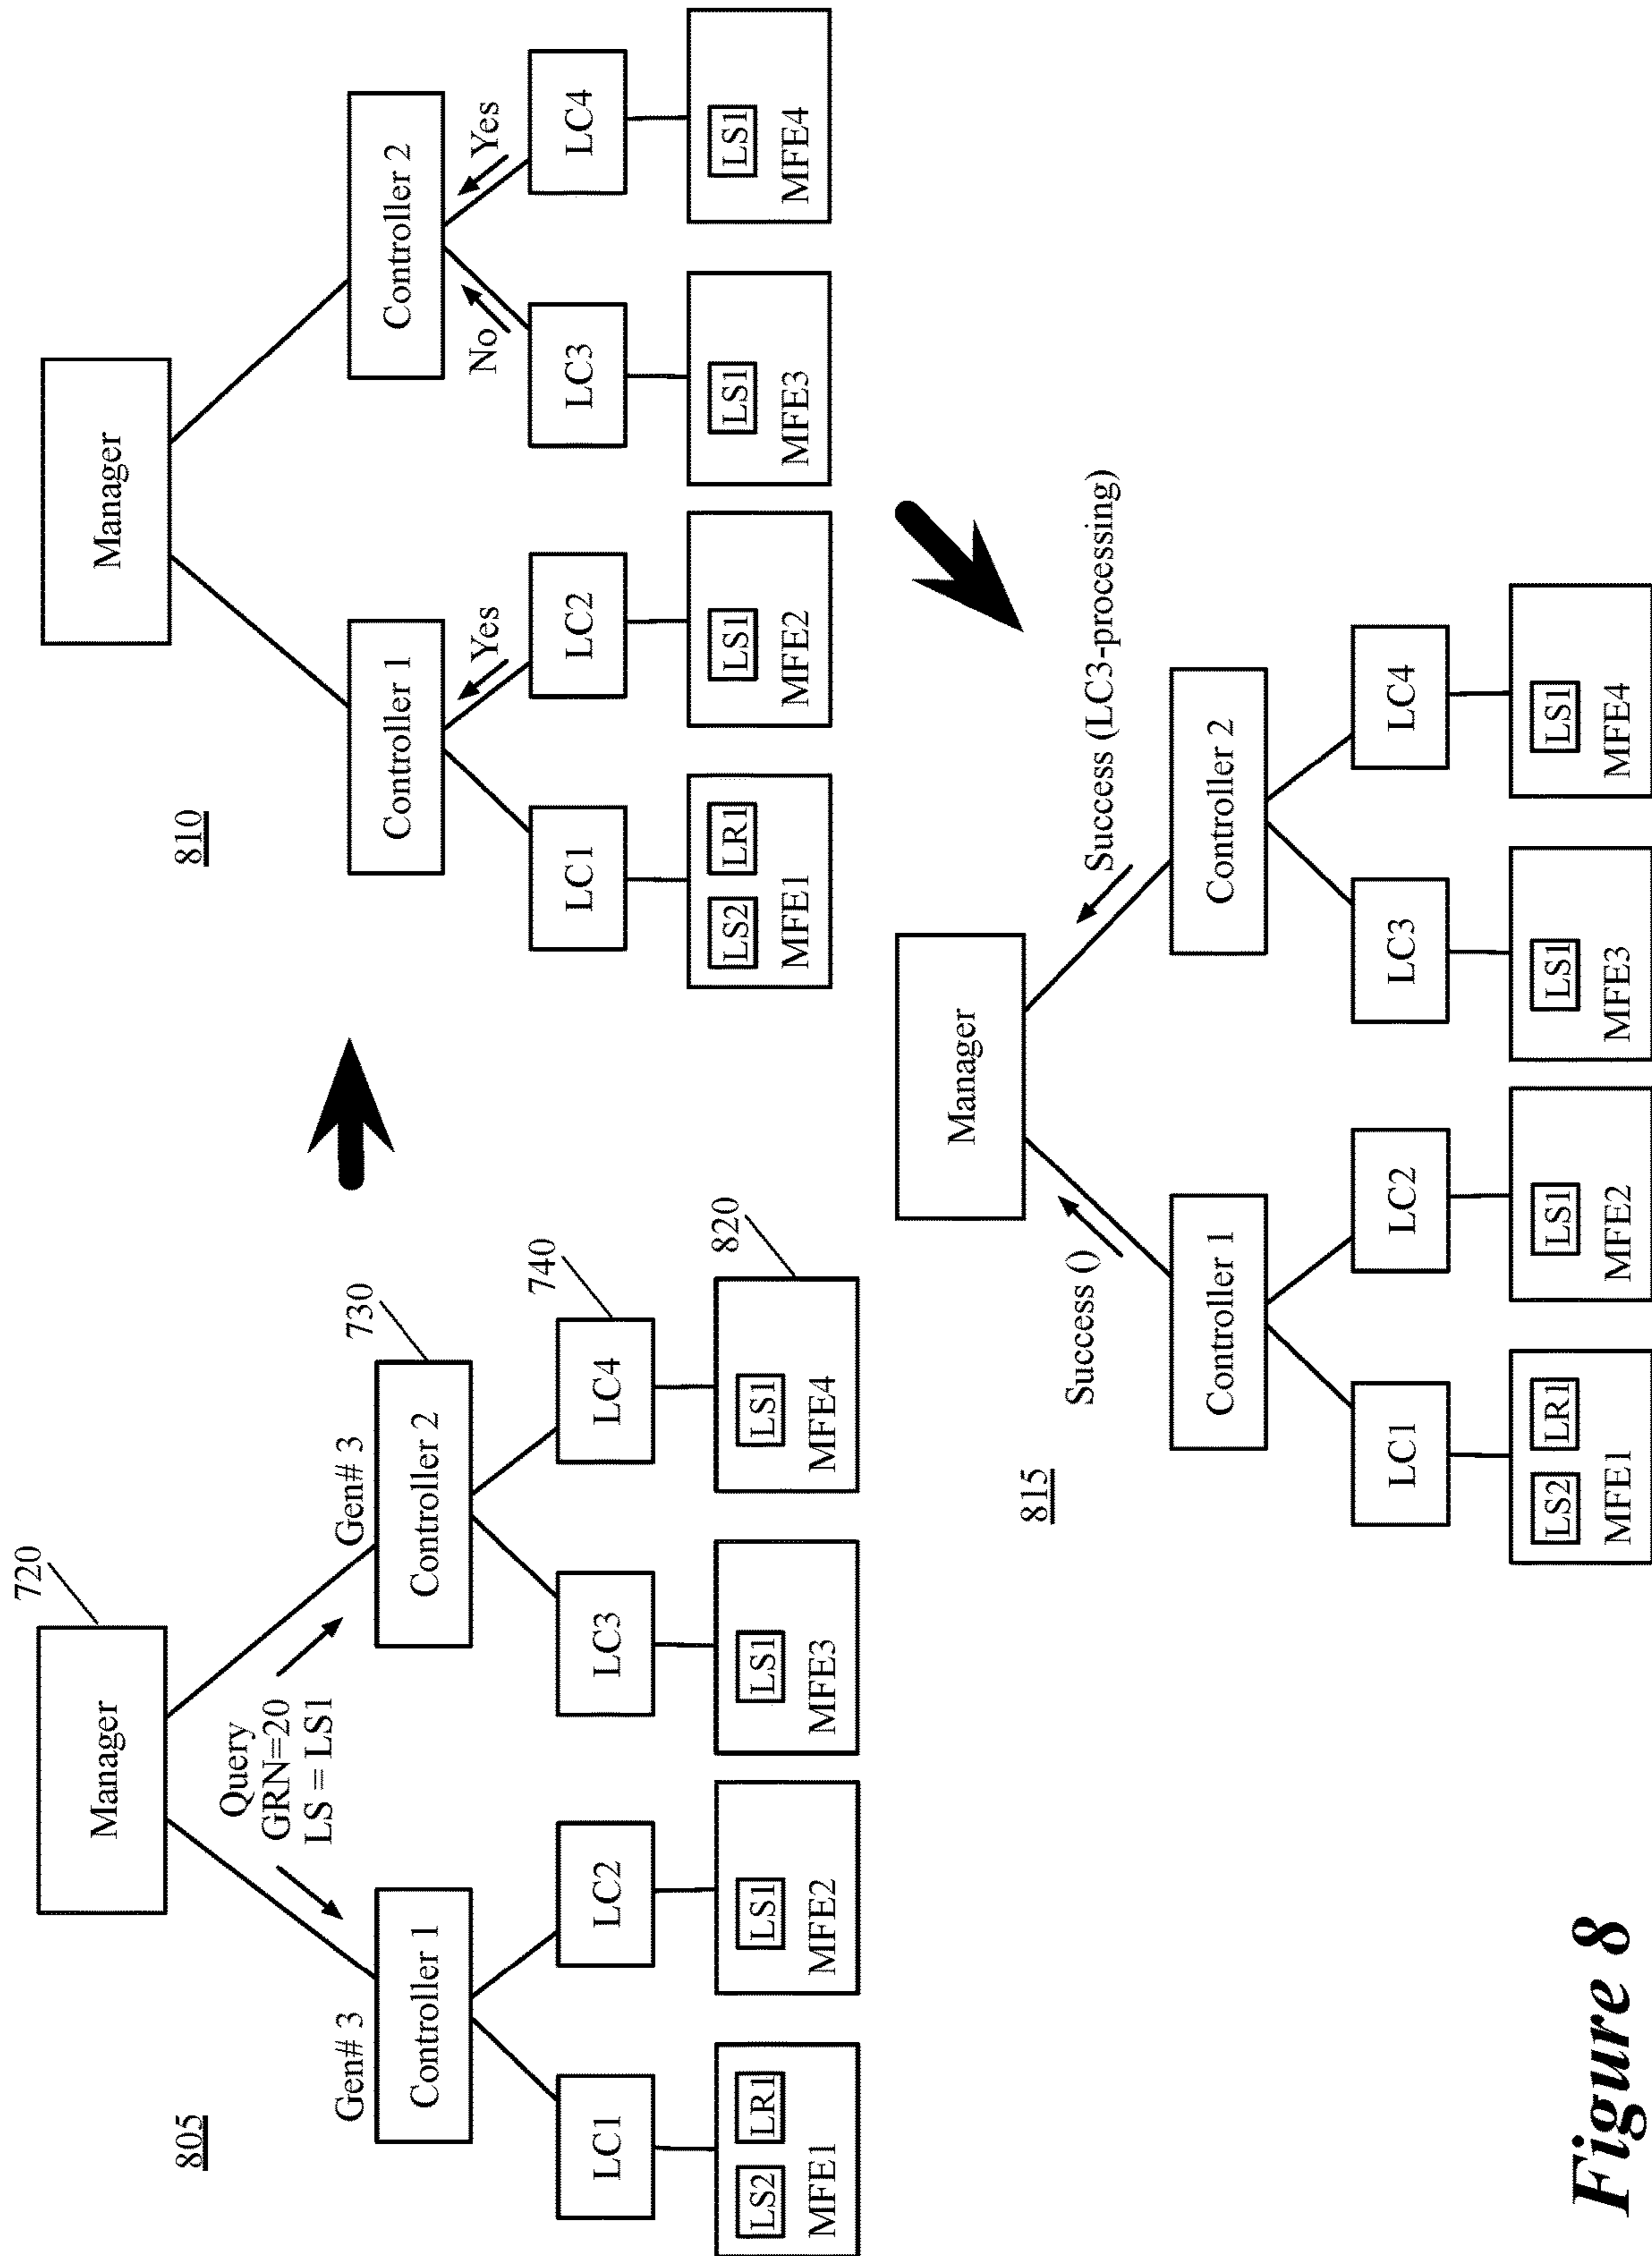 805
720
Manager
Query
GRN=20
LS = LS1
Gen# 3
Gen# 3
730
Controller 1
Controller 2
740
LC1
LC2
LC3
LC4
820
LS2
LR1
LS1
LS1
LS1
MFE1
MFE2
MFE3
MFE4
810
Manager
Controller 1
Controller 2
Yes
No
Yes
LC1
LC2
LC3
LC4
LS2
LR1
LS1
LS1
LS1
MFE1
MFE2
MFE3
MFE4
815
Manager
Success ()
Success (LC3-processing)
Controller 1
Controller 2
LC1
LC2
LC3
LC4
LS2
LR1
LS1
LS1
LS1
MFE1
MFE2
MFE3
MFE4
Figure 8